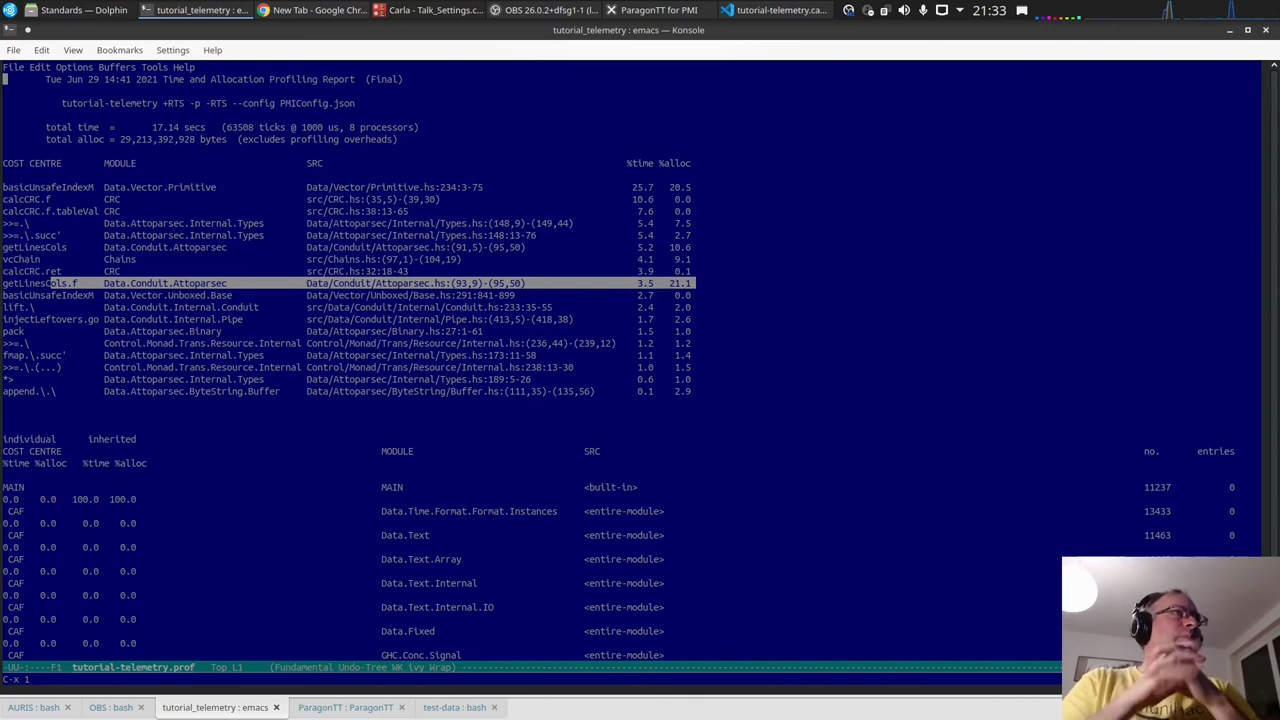 Standards — Dolphin
tutorial_telemetry : e...
New Tab - Google Chr...
Carla - Talk_Settings.c...
OBS 26.0.2+dfsg1-1 (l...
ParagonTT for PMI
tutorial-telemetry.ca...
21:33
tutorial_telemetry : emacs — Konsole
File Edit View Bookmarks Settings Help
File Edit Options Buffers Tools Help
Tue Jun 29 14:41 2021 Time and Allocation Profiling Report  (Final)
tutorial-telemetry +RTS -p -RTS --config PMIConfig.json
total time  =       17.14 secs   (63508 ticks @ 1000 us, 8 processors)
total alloc = 29,213,392,928 bytes  (excludes profiling overheads)
COST CENTRE MODULE SRC %time %alloc
basicUnsafeIndexM Data.Vector.Primitive Data/Vector/Primitive.hs:234:3-75 25.7 20.5
calcCRC.f CRC src/CRC.hs:(35,5)-(39,30) 10.6 0.0
calcCRC.f.tableVal CRC src/CRC.hs:38:13-65 7.6 0.0
>>=.\ Data.Attoparsec.Internal.Types Data/Attoparsec/Internal/Types.hs:(148,9)-(149,44) 5.4 7.5
>>=.\.succ' Data.Attoparsec.Internal.Types Data/Attoparsec/Internal/Types.hs:148:13-76 5.4 2.7
getLinesCols Data.Conduit.Attoparsec Data/Conduit/Attoparsec.hs:(91,5)-(95,50) 5.2 10.6
vcChain Chains src/Chains.hs:(97,1)-(104,19) 4.1 9.1
calcCRC.ret CRC src/CRC.hs:32:18-43 3.9 0.1
getLinesCols.f Data.Conduit.Attoparsec Data/Conduit/Attoparsec.hs:(93,9)-(95,50) 3.5 21.1
basicUnsafeIndexM Data.Vector.Unboxed.Base Data/Vector/Unboxed/Base.hs:291:841-899 2.7 0.0
lift.\ Data.Conduit.Internal.Conduit src/Data/Conduit/Internal/Conduit.hs:233:35-55 2.4 2.0
injectLeftovers.go Data.Conduit.Internal.Pipe src/Data/Conduit/Internal/Pipe.hs:(413,5)-(418,38) 1.7 2.6
pack Data.Attoparsec.Binary Data/Attoparsec/Binary.hs:27:1-61 1.5 1.0
>>=.\ Control.Monad.Trans.Resource.Internal Control/Monad/Trans/Resource/Internal.hs:(236,44)-(239,12) 1.2 1.2
fmap.\.succ' Data.Attoparsec.Internal.Types Data/Attoparsec/Internal/Types.hs:173:11-58 1.1 1.4
>>=.\.(...) Control.Monad.Trans.Resource.Internal Control/Monad/Trans/Resource/Internal.hs:238:13-30 1.0 1.5
*> Data.Attoparsec.Internal.Types Data/Attoparsec/Internal/Types.hs:189:5-26 0.6 1.0
append.\.\ Data.Attoparsec.ByteString.Buffer Data/Attoparsec/ByteString/Buffer.hs:(111,35)-(135,56) 0.1 2.9
individual inherited
COST CENTRE MODULE SRC no. entries
%time %alloc %time %alloc
MAIN MAIN <built-in> 11237 0
0.0 0.0 100.0 100.0
CAF Data.Time.Format.Format.Instances <entire-module> 13433 0
0.0 0.0 0.0 0.0
CAF Data.Text <entire-module> 11463 0
0.0 0.0 0.0 0.0
CAF Data.Text.Array <entire-module>
0.0 0.0 0.0 0.0
CAF Data.Text.Internal <entire-module>
0.0 0.0 0.0 0.0
CAF Data.Text.Internal.IO <entire-module>
0.0 0.0 0.0 0.0
CAF Data.Fixed <entire-module>
0.0 0.0 0.0 0.0
CAF GHC.Conc.Signal <entire-module>
-UU-:----F1  tutorial-telemetry.prof   Top L1    (Fundamental Undo-Tree WK ivy Wrap)
C-x 1
AURIS : bash
OBS : bash
tutorial_telemetry : emacs
ParagonTT : ParagonTT
test-data : bash